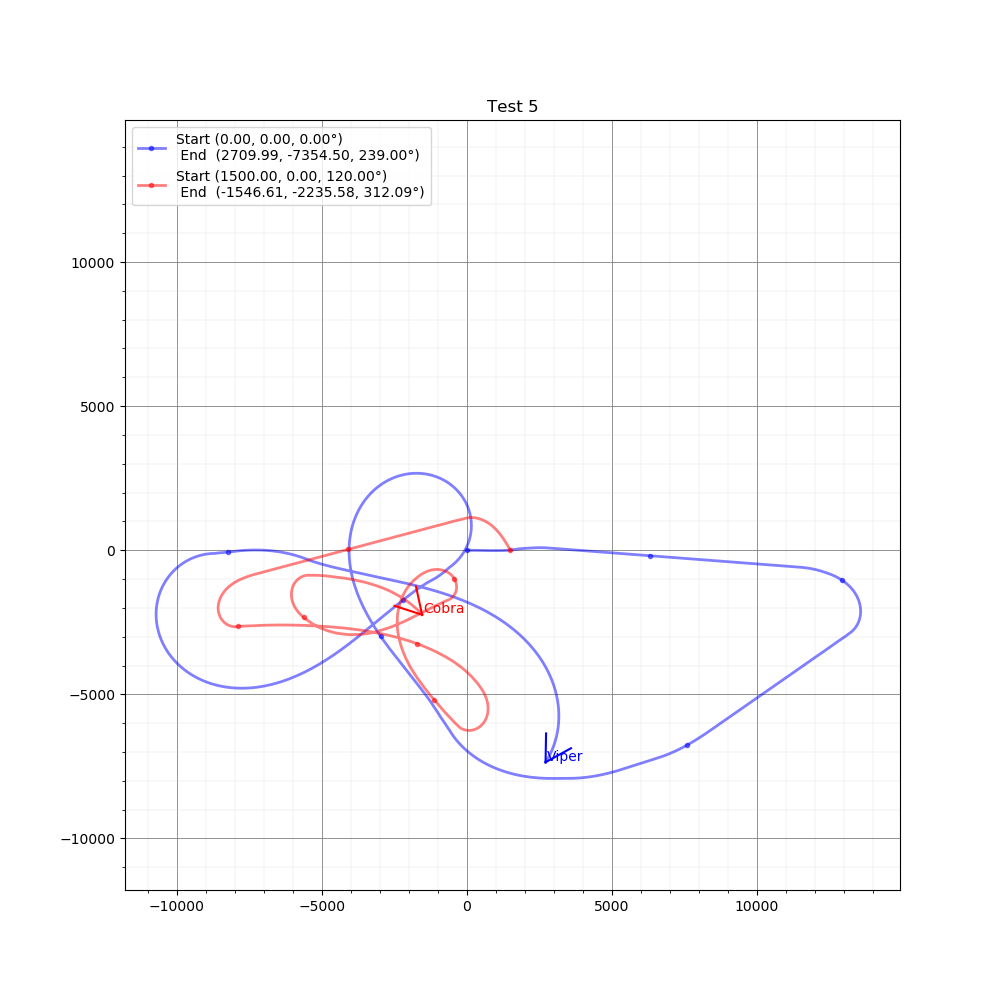 Test 5
Start (0.00, 0.00, 0.00°)
End  (2709.99, -7354.50, 239.00°)
Start (1500.00, 0.00, 120.00°)
End  (-1546.61, -2235.58, 312.09°)
10000
5000
0
Cobra
−5000
Viper
−10000
−10000 −5000 0 5000 10000